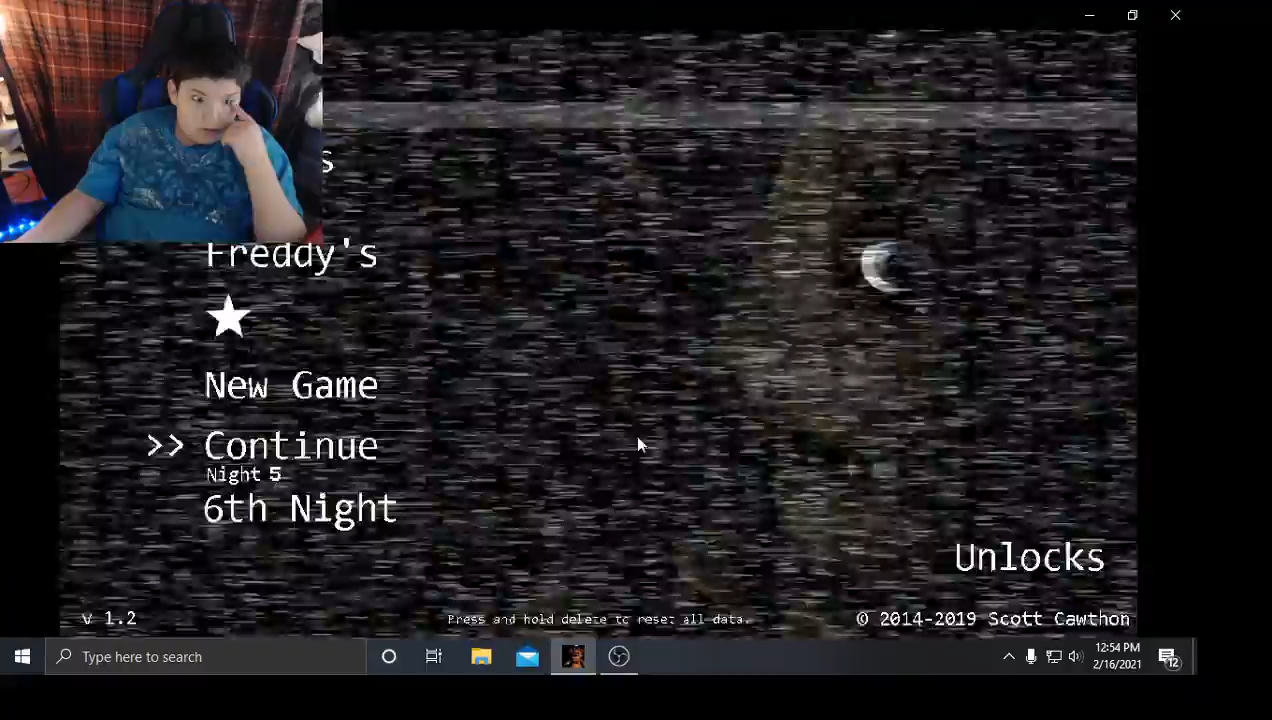 s
Freddy's
New Game
>> Continue
Night 5
6th Night
Unlocks
v 1.2
Press and hold delete to reset all data.
© 2014-2019 Scott Cawthon
Type here to search
12:54 PM
2/16/2021
12